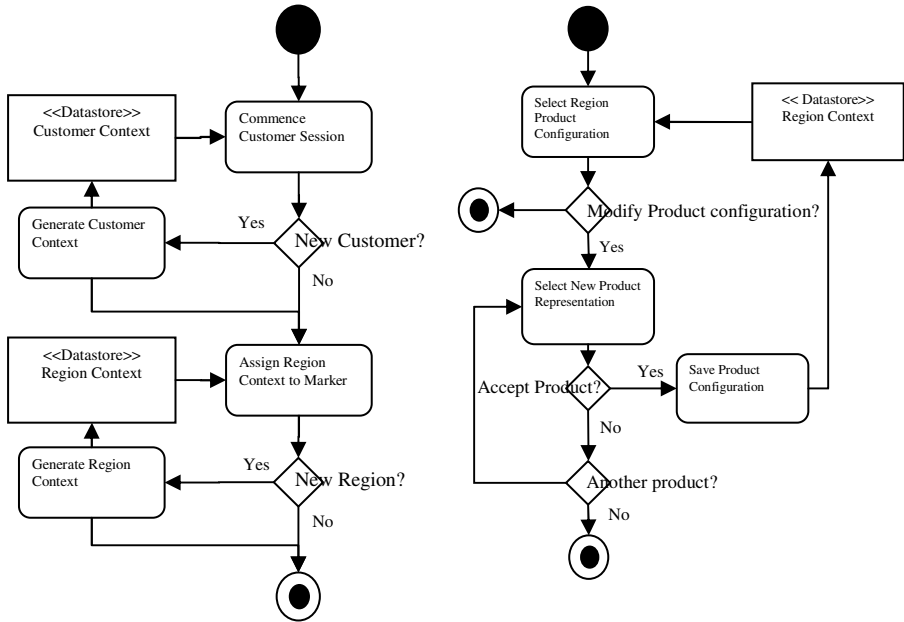 <<Datastore>>
Customer Context
Commence
Customer Session
Generate Customer
Context
Yes
New Customer?
No
<<Datastore>>
Region Context
Assign Region
Context to Marker
Generate Region
Context
Yes
New Region?
No
Select Region
Product
Configuration
<< Datastore>>
Region Context
Modify Product configuration?
Yes
Select New Product
Representation
Accept Product?
Yes
Save Product
Configuration
No
Another product?
No